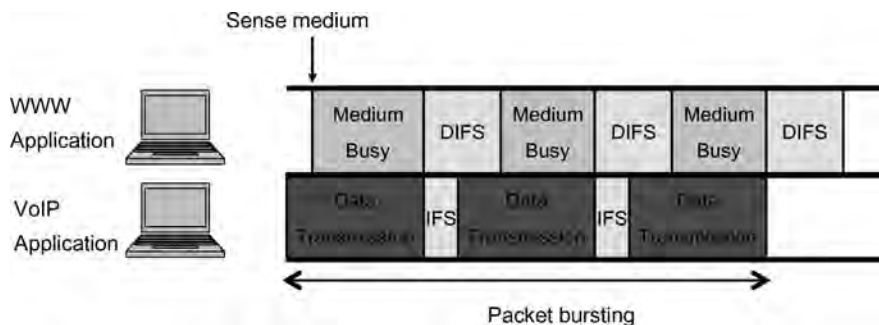 Sense medium
WWW
Application
Medium
Busy
DIFS
Medium
Busy
DIFS
Medium
Busy
DIFS
VoIP
Application
Data
Transmission
IFS
Data
Transmission
IFS
Data
Transmission
Packet bursting